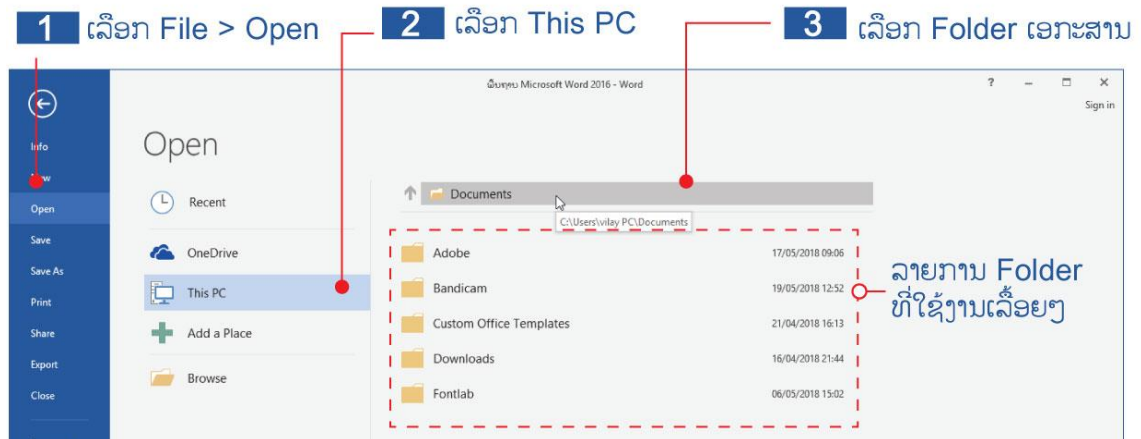 1 ເລືອກ File > Open
2 ເລືອກ This PC
3 ເລືອກ Folder ເອກະສານ
Microsoft Word 2016 - Word
?
Sign in
Info
New
Open
Save
Save As
Print
Share
Export
Close
Open
Recent
OneDrive
This PC
Add a Place
Browse
Documents
C:\Users\vilay PC\Documents
Adobe 17/05/2018 09:06
Bandicam 19/05/2018 12:52
Custom Office Templates 21/04/2018 16:13
Downloads 16/04/2018 21:44
Fontlab 06/05/2018 15:02
ລາຍການ Folder
ທີ່ໃຊ້ງານເລື້ອຍໆ